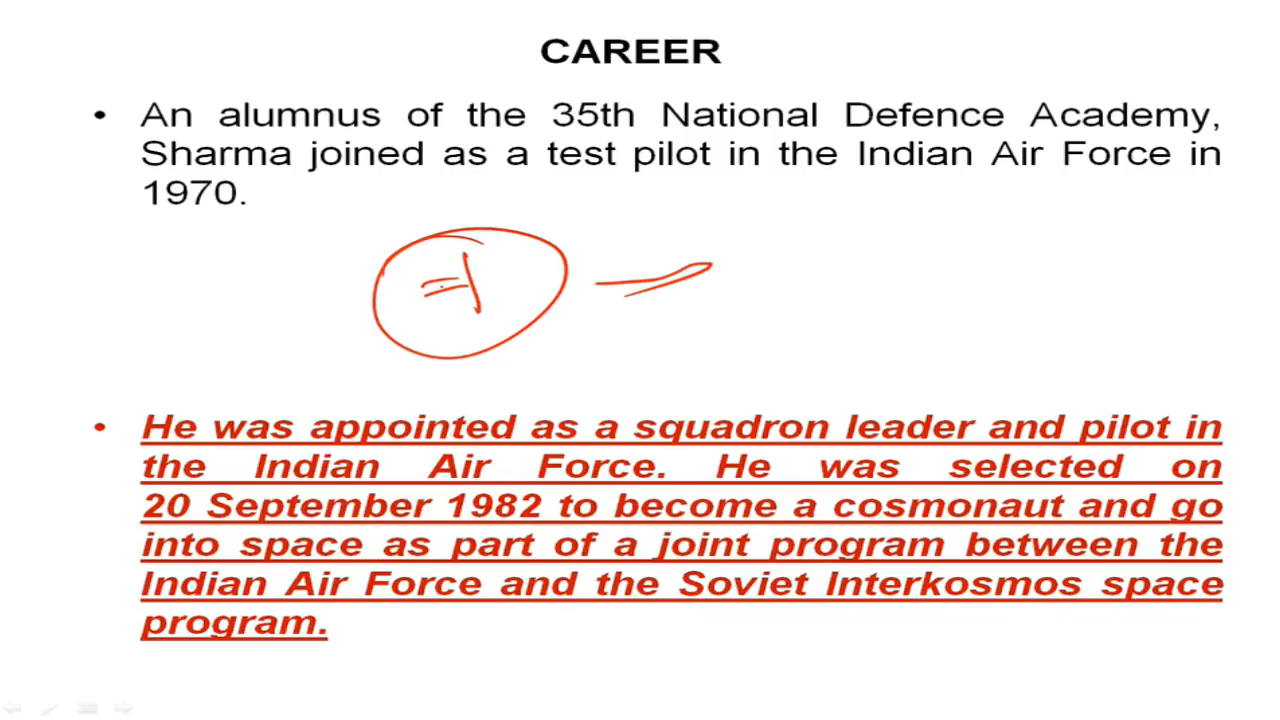 CAREER
• An alumnus of the 35th National Defence Academy,
Sharma joined as a test pilot in the Indian Air Force in
1970.
• He was appointed as a squadron leader and pilot in
the Indian Air Force. He was selected on
20 September 1982 to become a cosmonaut and go
into space as part of a joint program between the
Indian Air Force and the Soviet Interkosmos space
program.